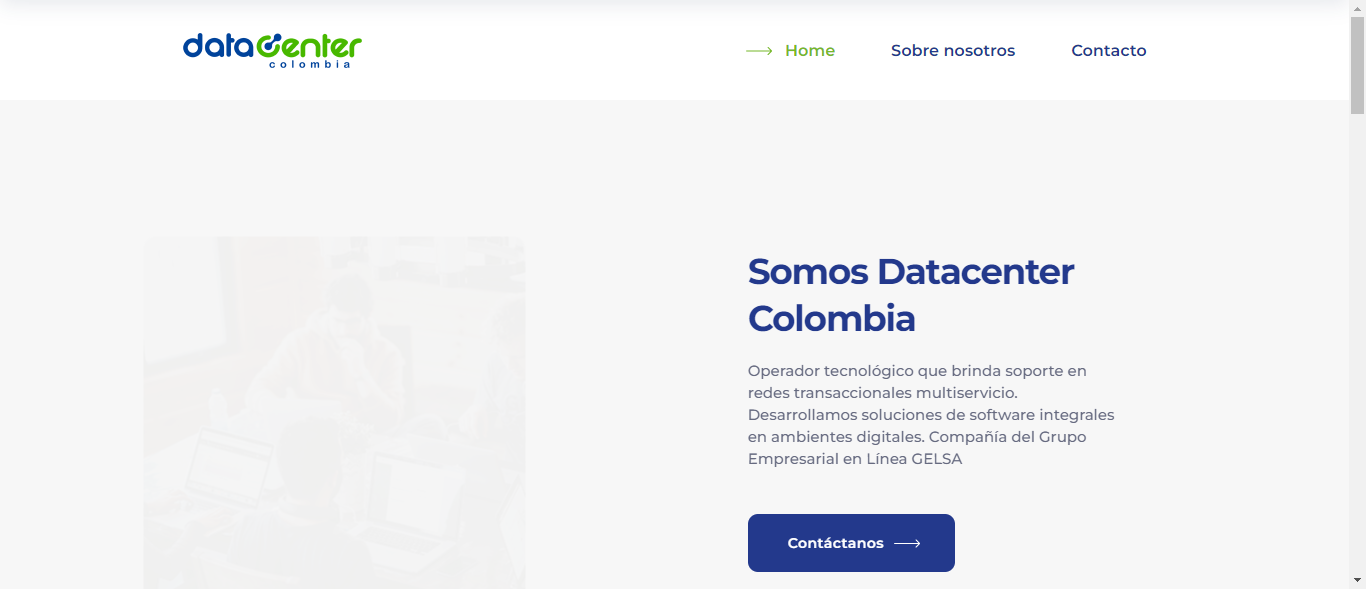 datacenter
colombia
Home
Sobre nosotros
Contacto
Somos Datacenter
Colombia
Operador tecnológico que brinda soporte en
redes transaccionales multiservicio.
Desarrollamos soluciones de software integrales
en ambientes digitales. Compañía del Grupo
Empresarial en Línea GELSA
Contáctanos